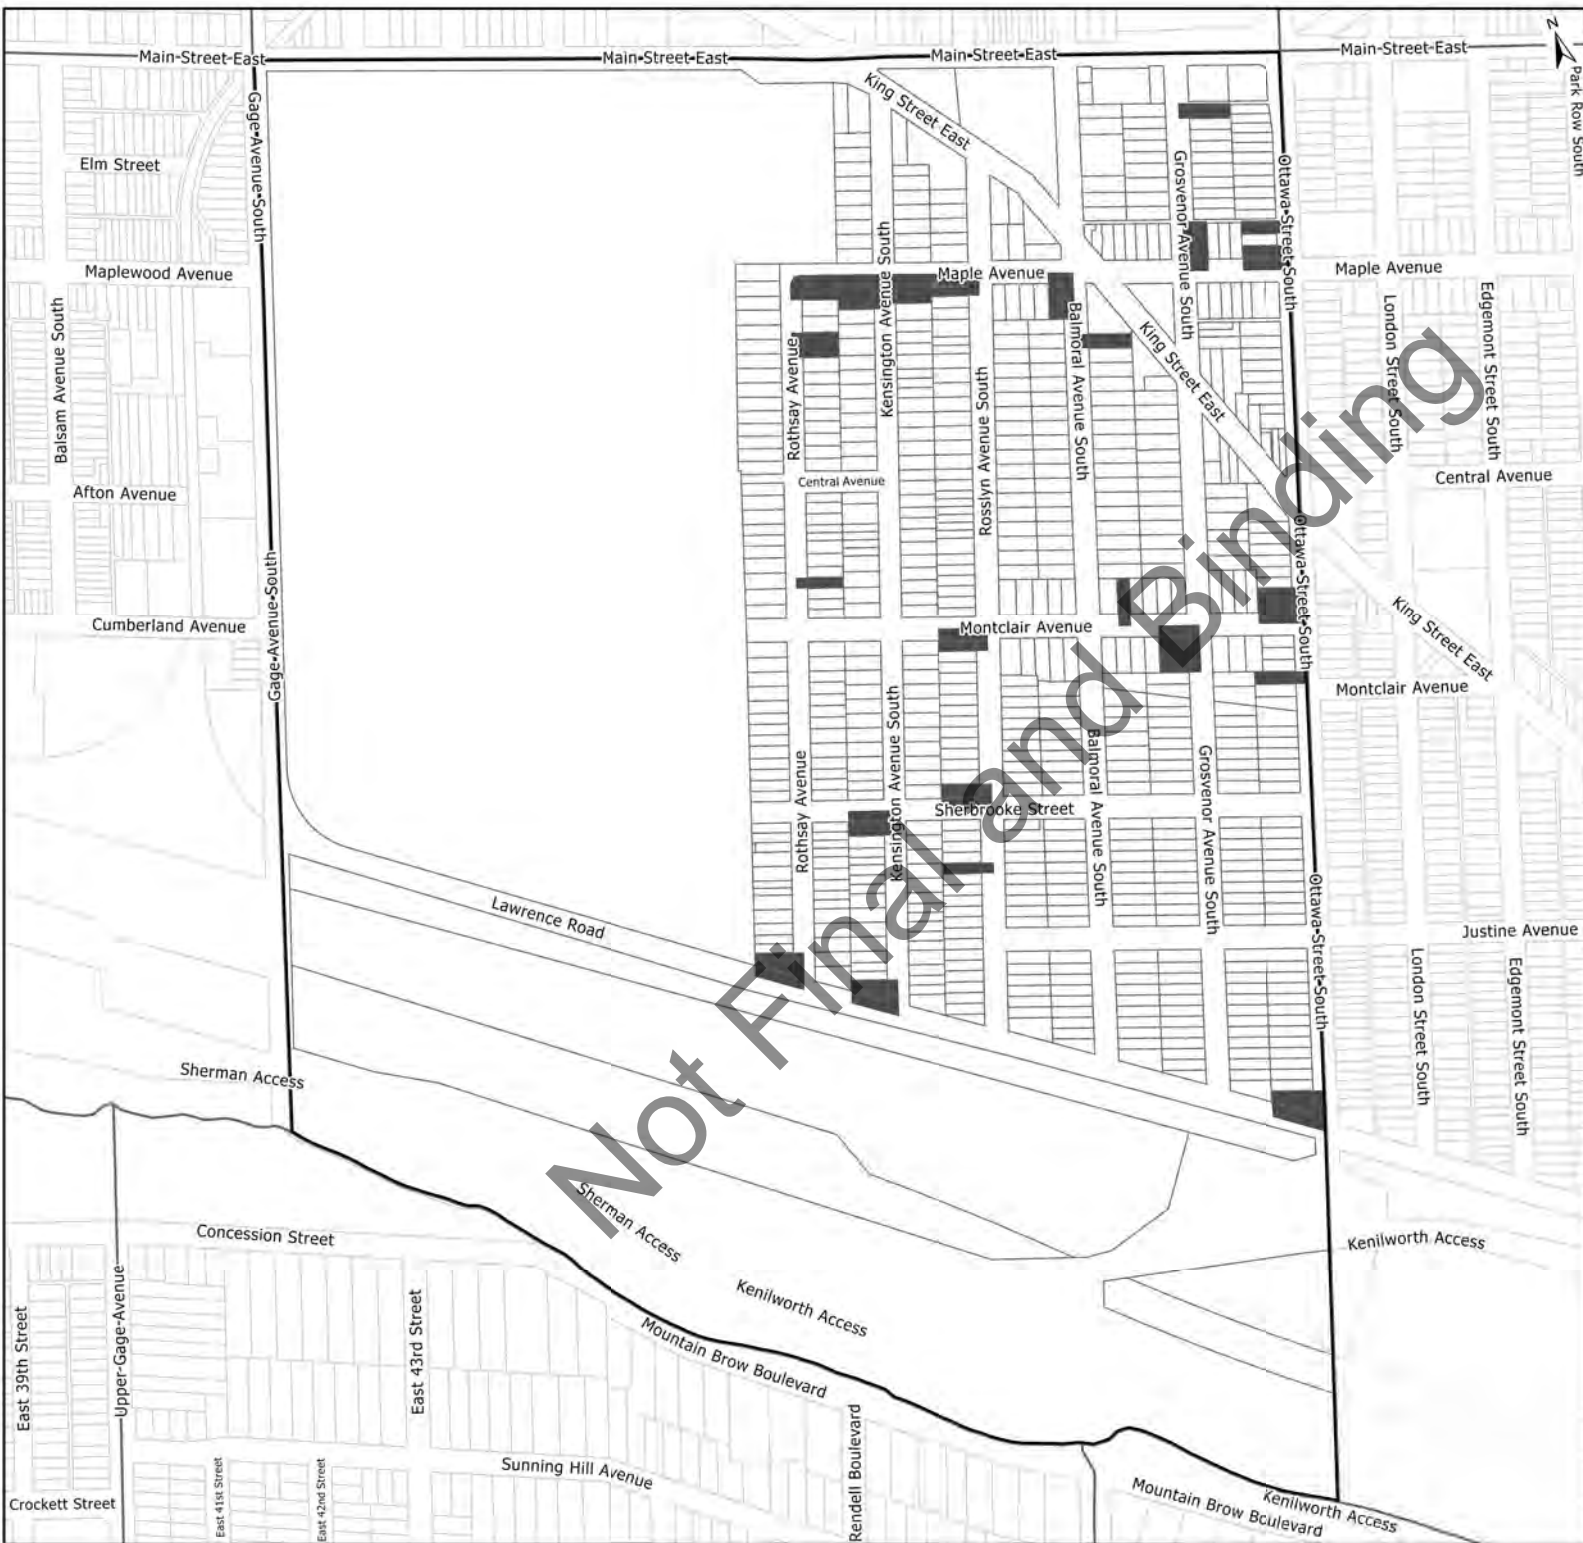 Main Street East
Main Street East
Main Street East
Main Street East
N
Park Row South
King Street East
Gage Avenue South
Elm Street
Grosvenor Avenue South
Ottawa Street South
Maplewood Avenue
Kensington Avenue South
Maple Avenue
Maple Avenue
Balsam Avenue South
Rothsay Avenue
Rosslyn Avenue South
Balmoral Avenue South
King Street East
London Street South
Edgemont Street South
Central Avenue
Central Avenue
Afton Avenue
Gage Avenue South
Ottawa Street South
Cumberland Avenue
Montclair Avenue
King Street East
Montclair Avenue
Rothsay Avenue
Kensington Avenue South
Balmoral Avenue South
Grosvenor Avenue South
Sherbrooke Street
Lawrence Road
Ottawa Street South
Justine Avenue
London Street South
Edgemont Street South
Not Final and Binding
Sherman Access
Sherman Access
Concession Street
Kenilworth Access
Kenilworth Access
East 39th Street
Upper Gage Avenue
East 43rd Street
Mountain Brow Boulevard
Rendell Boulevard
Sunning Hill Avenue
East 41st Street
East 42nd Street
Crockett Street
Kenilworth Access
Mountain Brow Boulevard